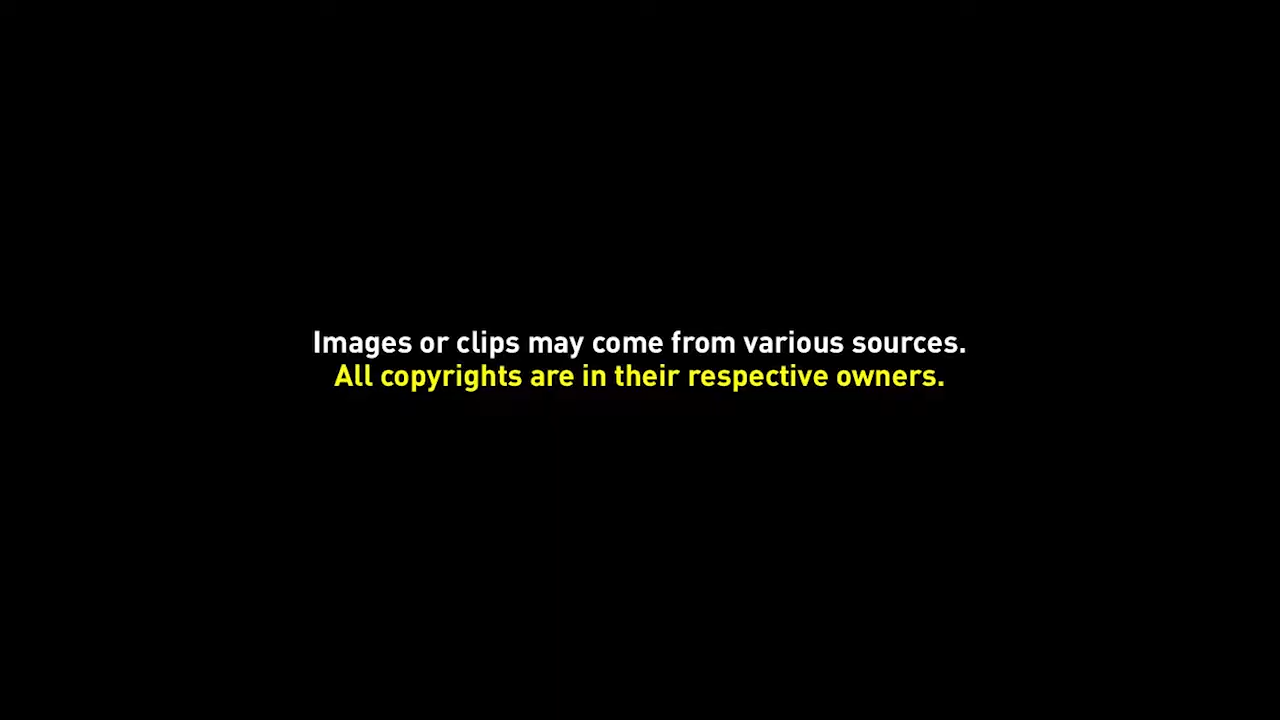 Images or clips may come from various sources.
All copyrights are in their respective owners.